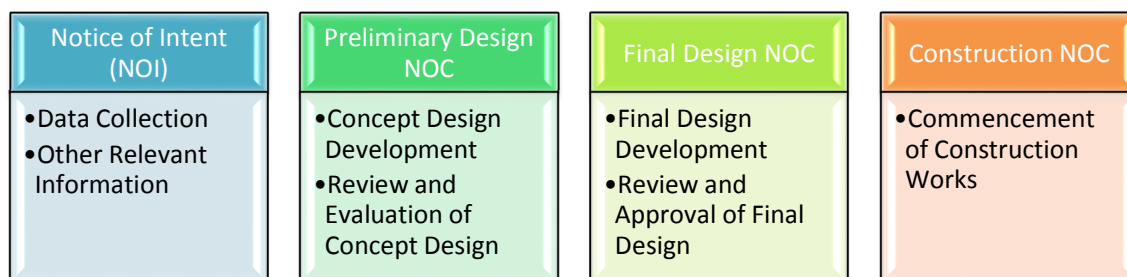 Notice of Intent
(NOI)
•Data Collection
•Other Relevant
Information
Preliminary Design
NOC
•Concept Design
Development
•Review and
Evaluation of
Concept Design
Final Design NOC
•Final Design
Development
•Review and
Approval of Final
Design
Construction NOC
•Commencement
of Construction
Works